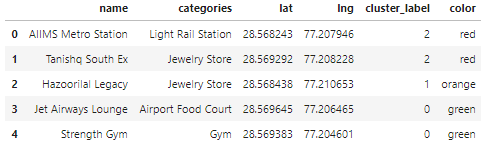 name categories lat lng cluster_label color
0 AIIMS Metro Station Light Rail Station 28.568243 77.207946 2 red
1 Tanishq South Ex Jewelry Store 28.569292 77.208228 2 red
2 Hazoorilal Legacy Jewelry Store 28.568438 77.210653 1 orange
3 Jet Airways Lounge Airport Food Court 28.569645 77.206465 0 green
4 Strength Gym Gym 28.569383 77.204601 0 green